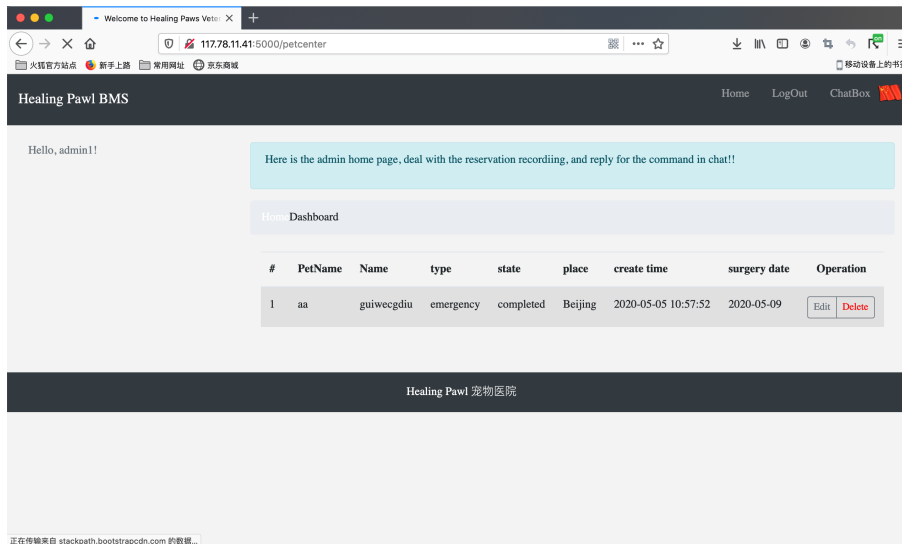 Welcome to Healing Paws Veter
117.78.11.41:5000/petcenter
火狐官方站点 新手上路 常用网址 京东商城 移动设备上的书签
Healing Pawl BMS
Home LogOut ChatBox
Hello, admin1!
Here is the admin home page, deal with the reservation recordiing, and reply for the command in chat!!
HomeDashboard
# PetName Name type state place create time surgery date Operation
1 aa guiwecgdiu emergency completed Beijing 2020-05-05 10:57:52 2020-05-09 Edit Delete
Healing Pawl 宠物医院
正在传输来自 stackpath.bootstrapcdn.com 的数据...